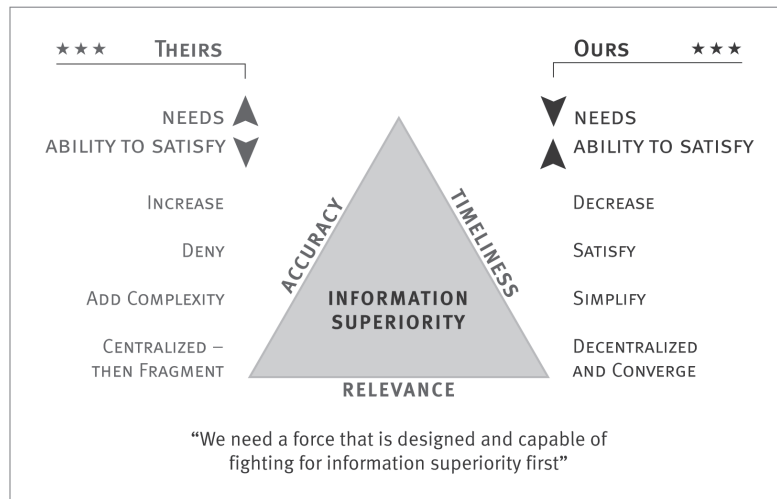 ★ ★ ★ THEIRS
NEEDS
ABILITY TO SATISFY
INCREASE
DENY
ADD COMPLEXITY
CENTRALIZED –
THEN FRAGMENT
ACCURACY
TIMELINESS
INFORMATION
SUPERIORITY
RELEVANCE
OURS ★ ★ ★
NEEDS
ABILITY TO SATISFY
DECREASE
SATISFY
SIMPLIFY
DECENTRALIZED
AND CONVERGE
“We need a force that is designed and capable of
fighting for information superiority first”